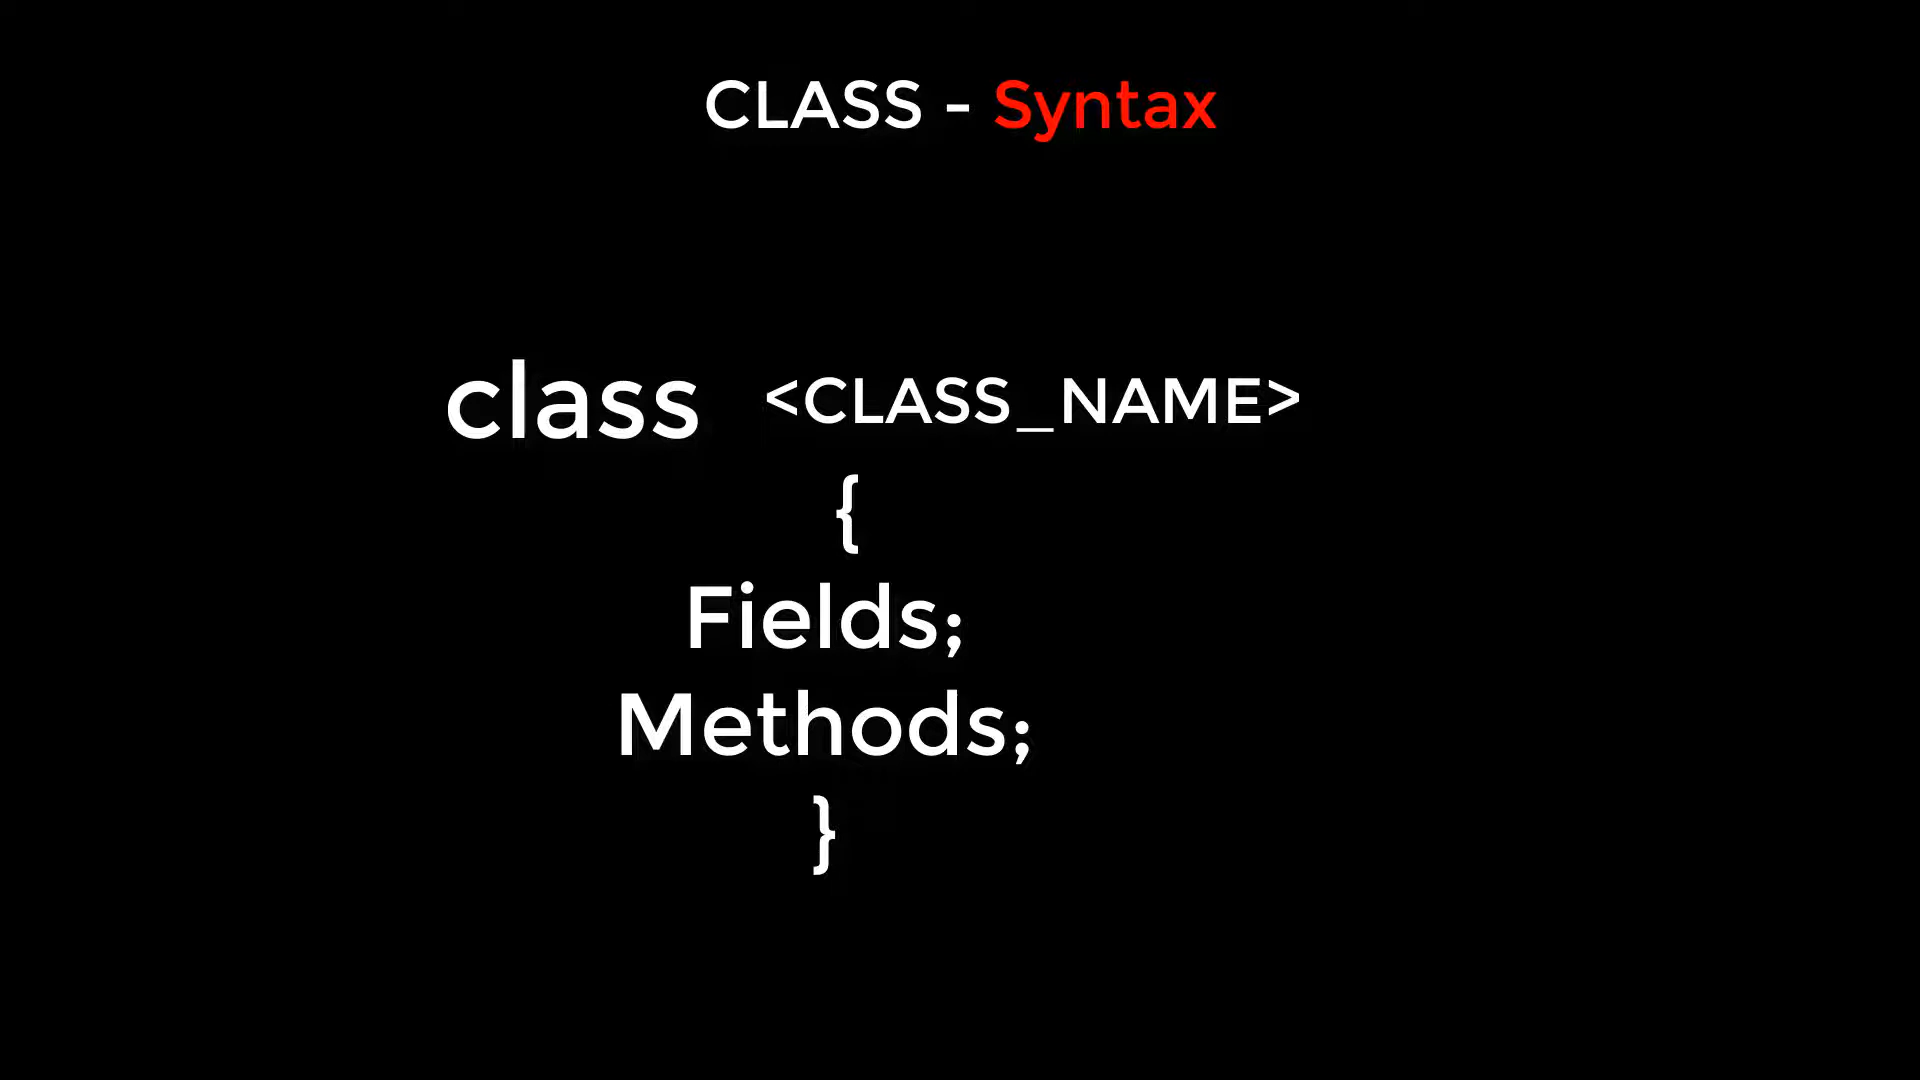 CLASS - Syntax
class <CLASS_NAME>
{
Fields;
Methods;
}